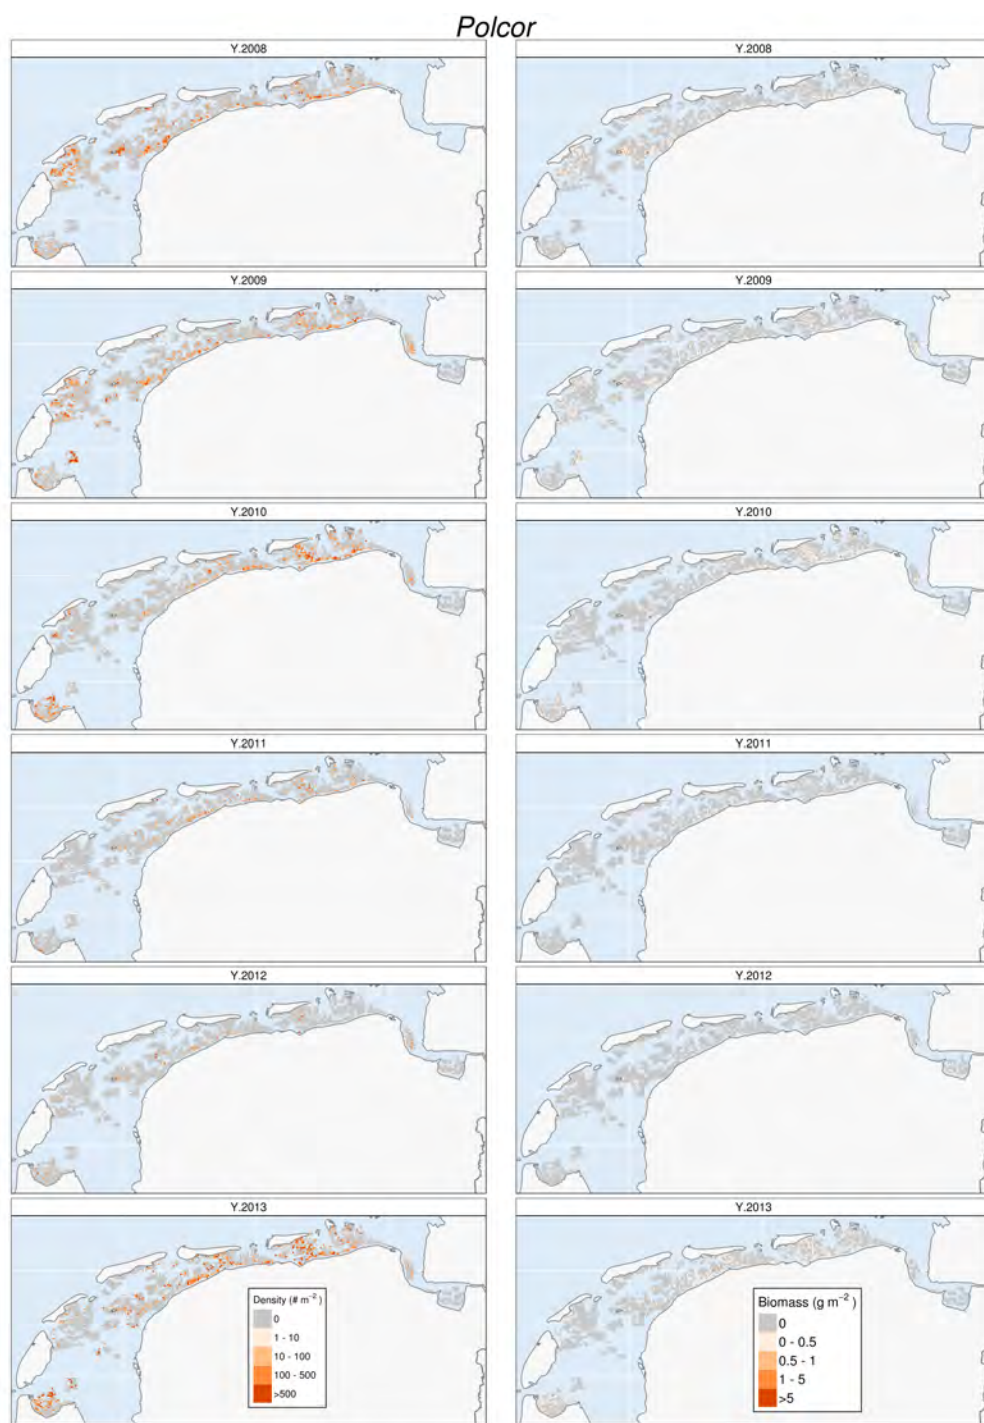 Polcor
Y.2008
Y.2008
Y.2009
Y.2009
Y.2010
Y.2010
Y.2011
Y.2011
Y.2012
Y.2012
Y.2013
Y.2013
Density (# m⁻²)
0
1 - 10
10 - 100
100 - 500
>500
Biomass (g m⁻²)
0
0 - 0.5
0.5 - 1
1 - 5
>5